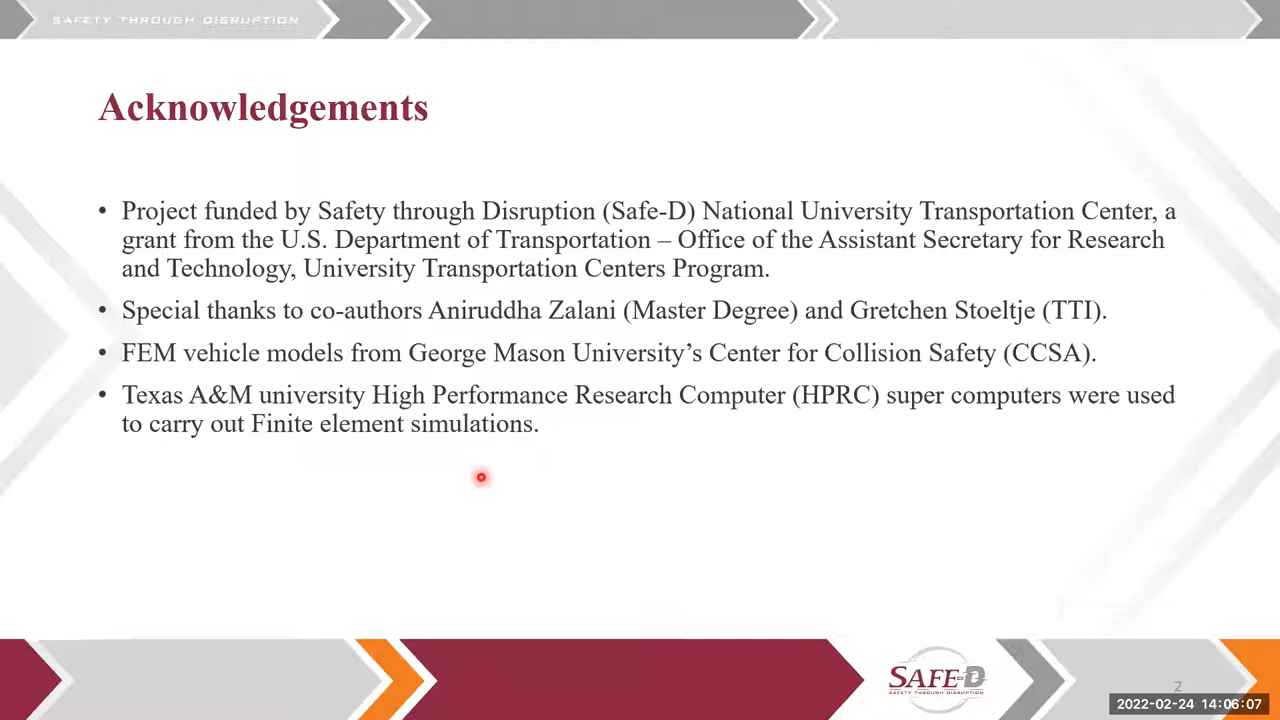 SAFETY THROUGH DISRUPTION
Acknowledgements
• Project funded by Safety through Disruption (Safe-D) National University Transportation Center, a
grant from the U.S. Department of Transportation – Office of the Assistant Secretary for Research
and Technology, University Transportation Centers Program.
• Special thanks to co-authors Aniruddha Zalani (Master Degree) and Gretchen Stoeltje (TTI).
• FEM vehicle models from George Mason University’s Center for Collision Safety (CCSA).
• Texas A&M university High Performance Research Computer (HPRC) super computers were used
to carry out Finite element simulations.
SAFE-D
SAFETY THROUGH DISRUPTION
2
2022-02-24 14:06:07